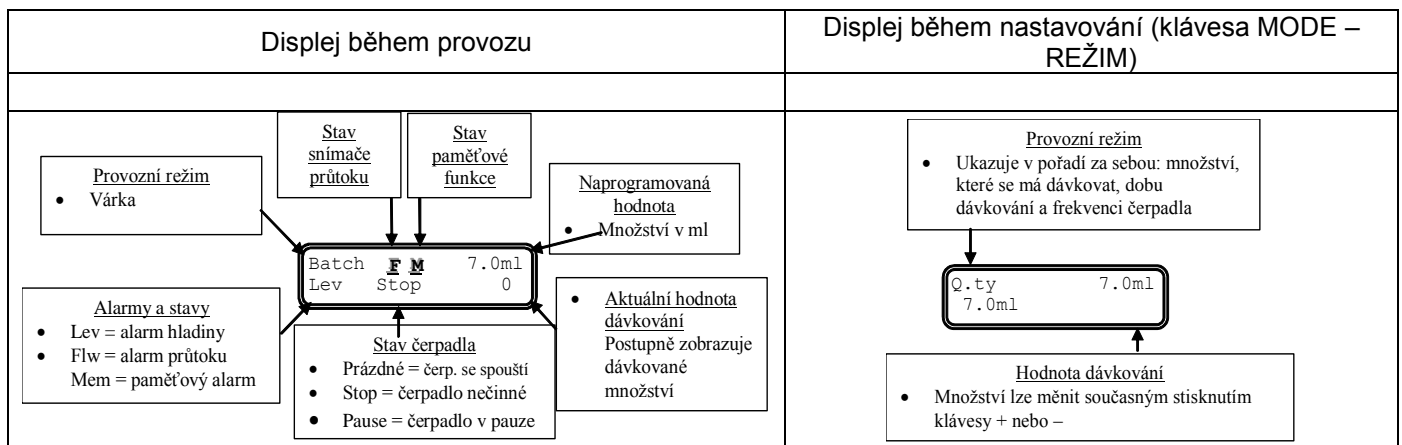 Displej během provozu
Displej během nastavování (klávesa MODE –
REŽIM)
Stav
snímače
průtoku
Stav
paměťové
funkce
Provozní režim
• Várka
Naprogramovaná
hodnota
• Množství v ml
Batch F M 7.0ml
Lev Stop 0
Alarmy a stavy
• Lev = alarm hladiny
• Flw = alarm průtoku
Mem = paměťový alarm
Stav čerpadla
• Prázdné = čerp. se spouští
• Stop = čerpadlo nečinné
• Pause = čerpadlo v pauze
• Aktuální hodnota
dávkování
Postupně zobrazuje
dávkované
množství
Provozní režim
• Ukazuje v pořadí za sebou: množství,
které se má dávkovat, dobu
dávkování a frekvenci čerpadla
Q.ty 7.0ml
7.0ml
Hodnota dávkování
• Množství lze měnit současným stisknutím
klávesy + nebo –